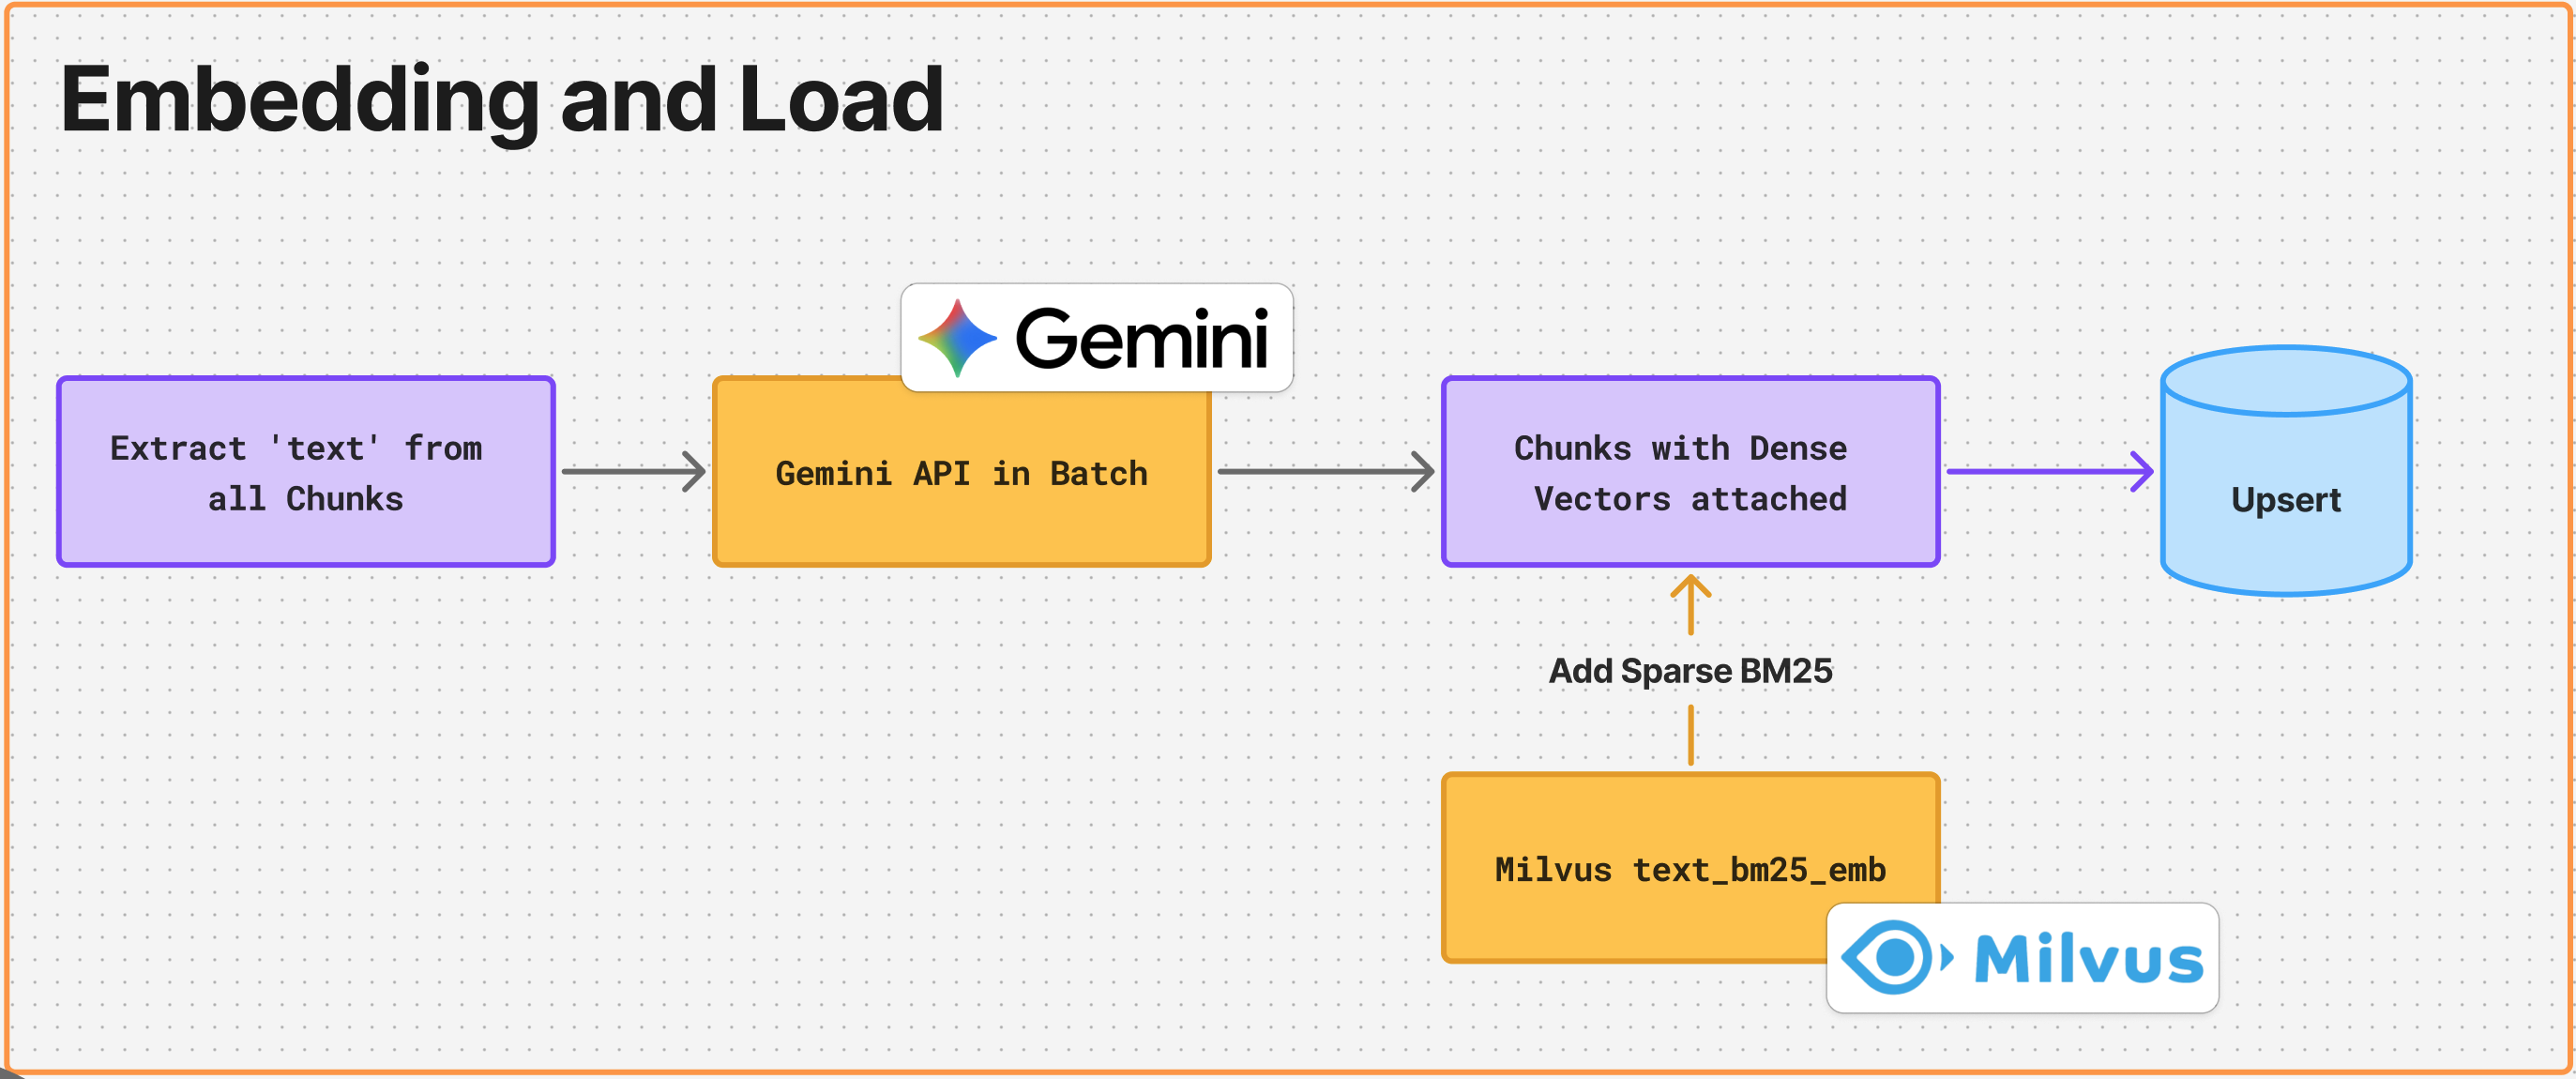 Embedding and Load
Gemini
Extract 'text' from
all Chunks
Gemini API in Batch
Chunks with Dense
Vectors attached
Upsert
Add Sparse BM25
Milvus text_bm25_emb
Milvus